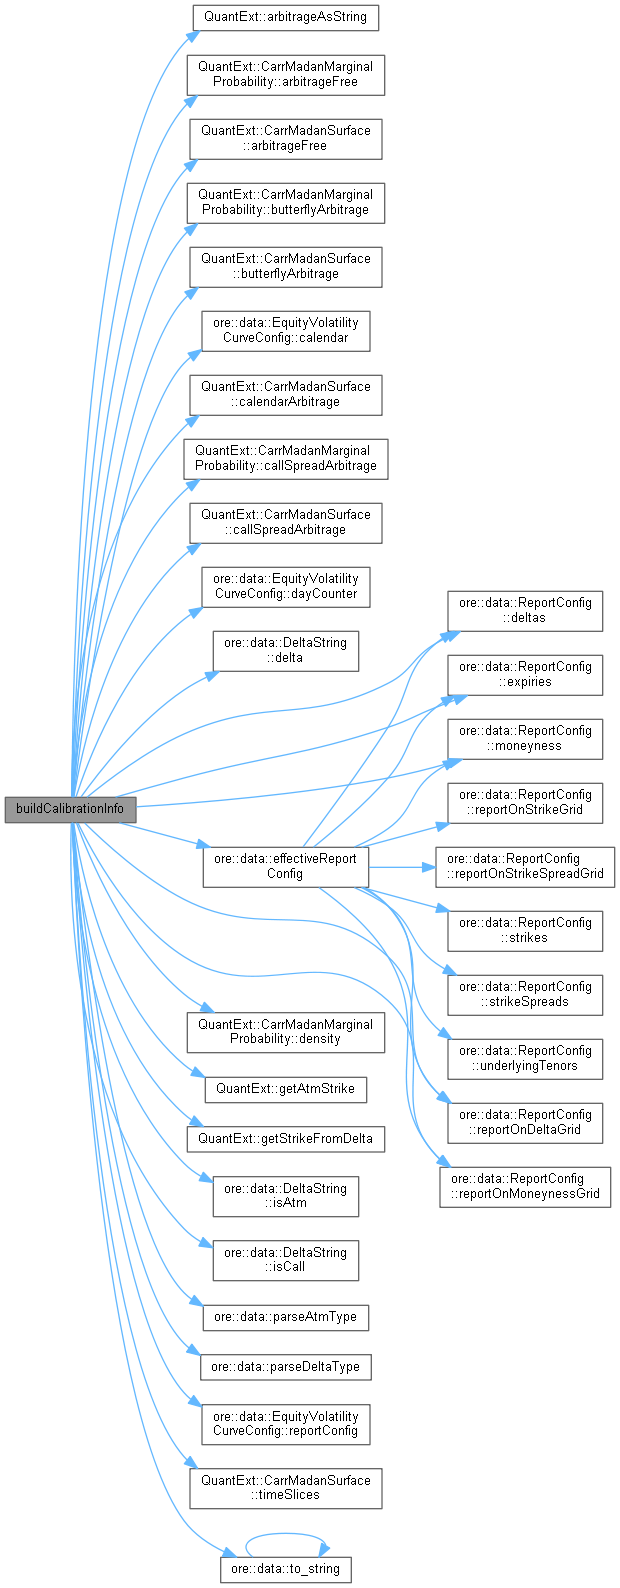 buildCalibrationInfo
QuantExt::arbitrageAsString
QuantExt::CarrMadanMarginal
Probability::arbitrageFree
QuantExt::CarrMadanSurface
::arbitrageFree
QuantExt::CarrMadanMarginal
Probability::butterflyArbitrage
QuantExt::CarrMadanSurface
::butterflyArbitrage
ore::data::EquityVolatility
CurveConfig::calendar
QuantExt::CarrMadanSurface
::calendarArbitrage
QuantExt::CarrMadanMarginal
Probability::callSpreadArbitrage
QuantExt::CarrMadanSurface
::callSpreadArbitrage
ore::data::EquityVolatility
CurveConfig::dayCounter
ore::data::DeltaString
::delta
ore::data::effectiveReport
Config
QuantExt::CarrMadanMarginal
Probability::density
QuantExt::getAtmStrike
QuantExt::getStrikeFromDelta
ore::data::DeltaString
::isAtm
ore::data::DeltaString
::isCall
ore::data::parseAtmType
ore::data::parseDeltaType
ore::data::EquityVolatility
CurveConfig::reportConfig
QuantExt::CarrMadanSurface
::timeSlices
ore::data::to_string
ore::data::ReportConfig
::deltas
ore::data::ReportConfig
::expiries
ore::data::ReportConfig
::moneyness
ore::data::ReportConfig
::reportOnStrikeGrid
ore::data::ReportConfig
::reportOnStrikeSpreadGrid
ore::data::ReportConfig
::strikes
ore::data::ReportConfig
::strikeSpreads
ore::data::ReportConfig
::underlyingTenors
ore::data::ReportConfig
::reportOnDeltaGrid
ore::data::ReportConfig
::reportOnMoneynessGrid